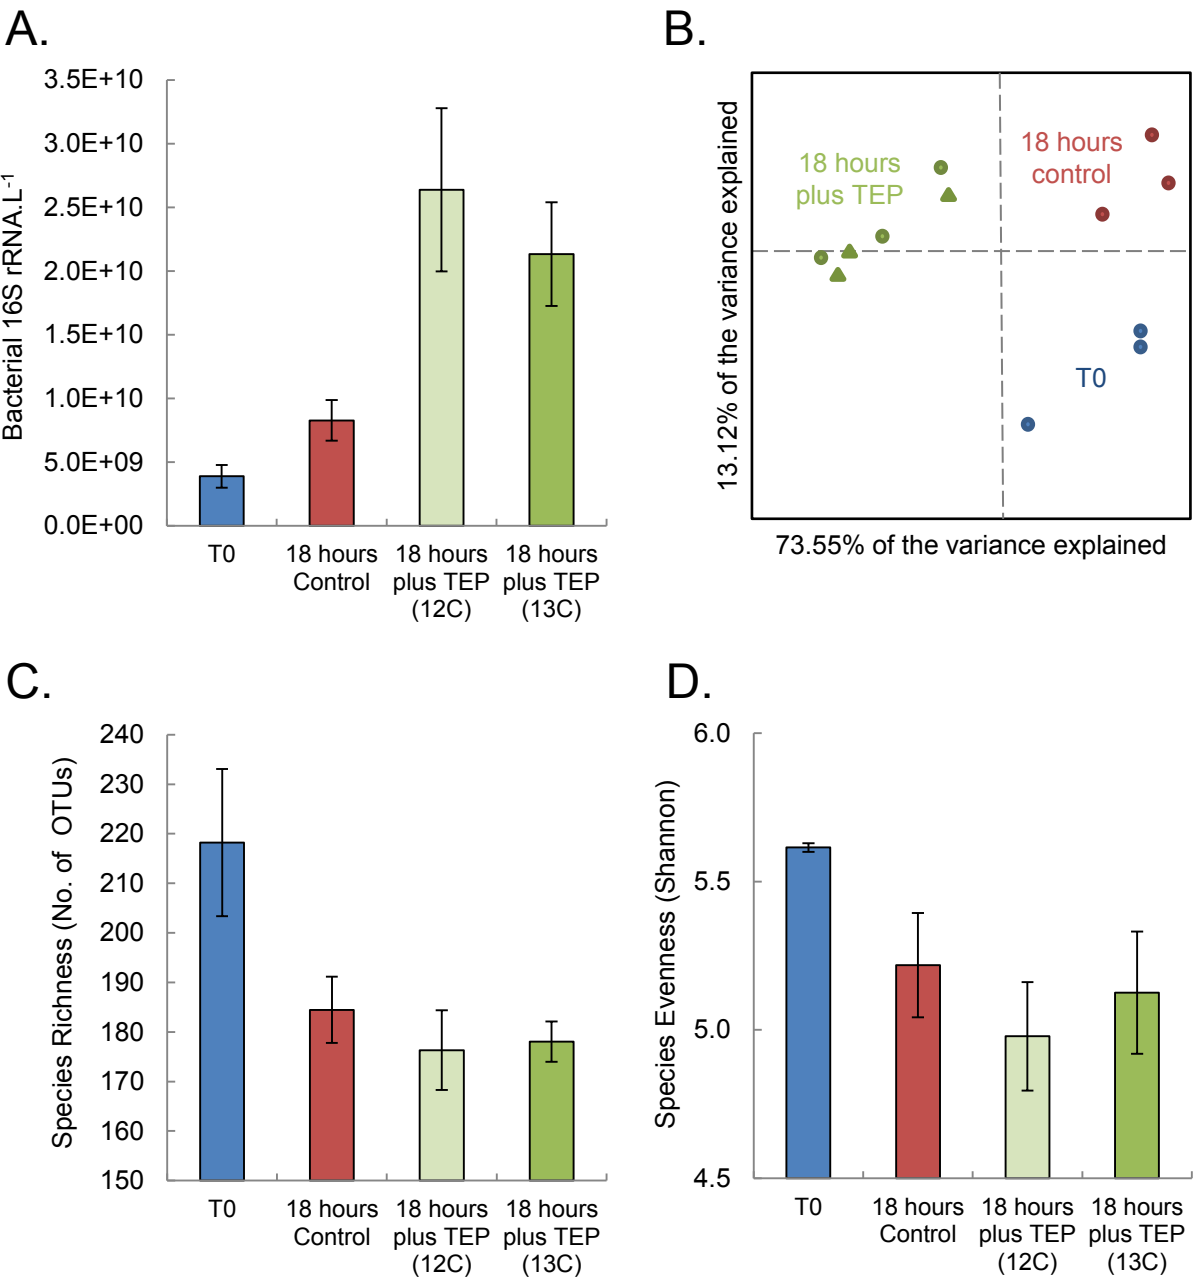 A.
Bacterial 16S rRNA.L-1
3.5E+10
3.0E+10
2.5E+10
2.0E+10
1.5E+10
1.0E+10
5.0E+09
0.0E+00
T0
18 hours
Control
18 hours
plus TEP
(12C)
18 hours
plus TEP
(13C)
B.
13.12% of the variance explained
18 hours
plus TEP
18 hours
control
T0
73.55% of the variance explained
C.
Species Richness (No. of OTUs)
240
230
220
210
200
190
180
170
160
150
T0
18 hours
Control
18 hours
plus TEP
(12C)
18 hours
plus TEP
(13C)
D.
Species Evenness (Shannon)
6.0
5.5
5.0
4.5
T0
18 hours
Control
18 hours
plus TEP
(12C)
18 hours
plus TEP
(13C)